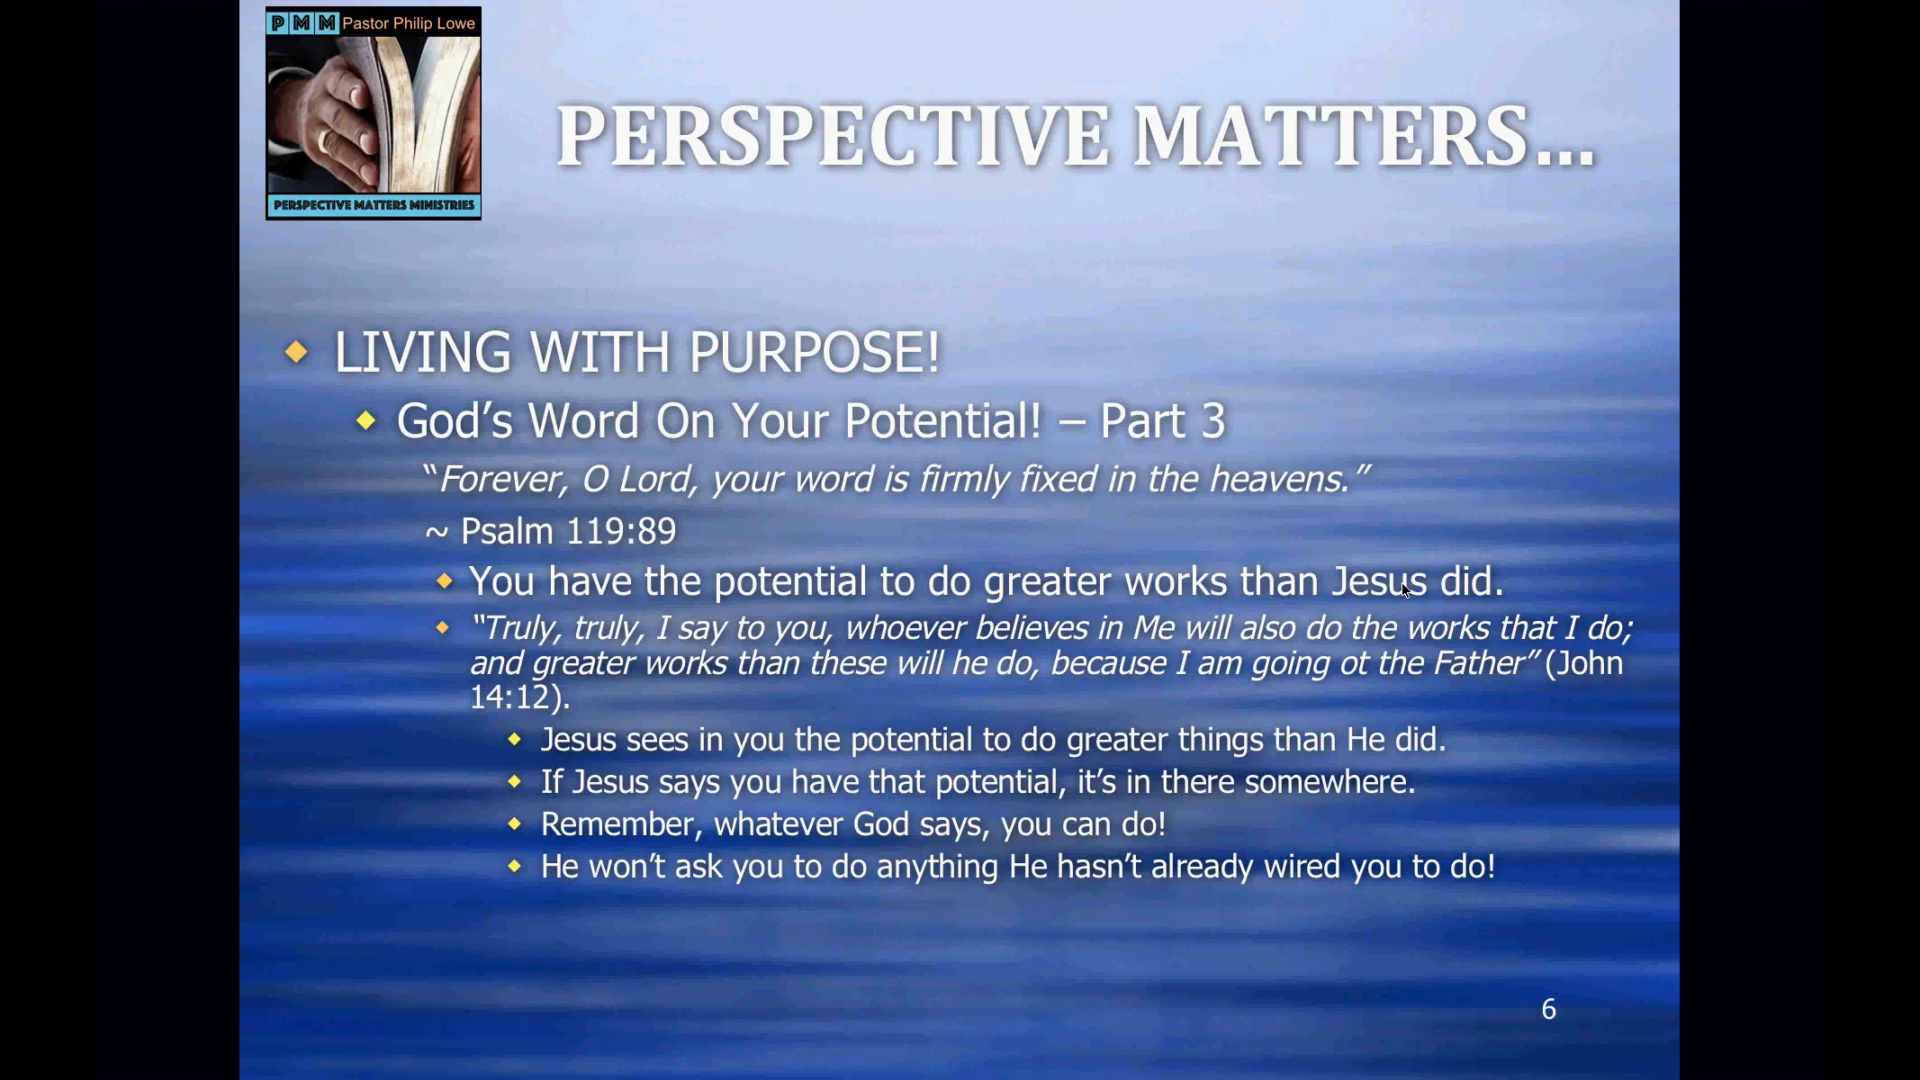 PMM Pastor Philip Lowe
PERSPECTIVE MATTERS MINISTRIES
PERSPECTIVE MATTERS…
LIVING WITH PURPOSE!
God’s Word On Your Potential! – Part 3
“Forever, O Lord, your word is firmly fixed in the heavens.”
~ Psalm 119:89
You have the potential to do greater works than Jesus did.
“Truly, truly, I say to you, whoever believes in Me will also do the works that I do;
and greater works than these will he do, because I am going ot the Father” (John
14:12).
Jesus sees in you the potential to do greater things than He did.
If Jesus says you have that potential, it’s in there somewhere.
Remember, whatever God says, you can do!
He won’t ask you to do anything He hasn’t already wired you to do!
6